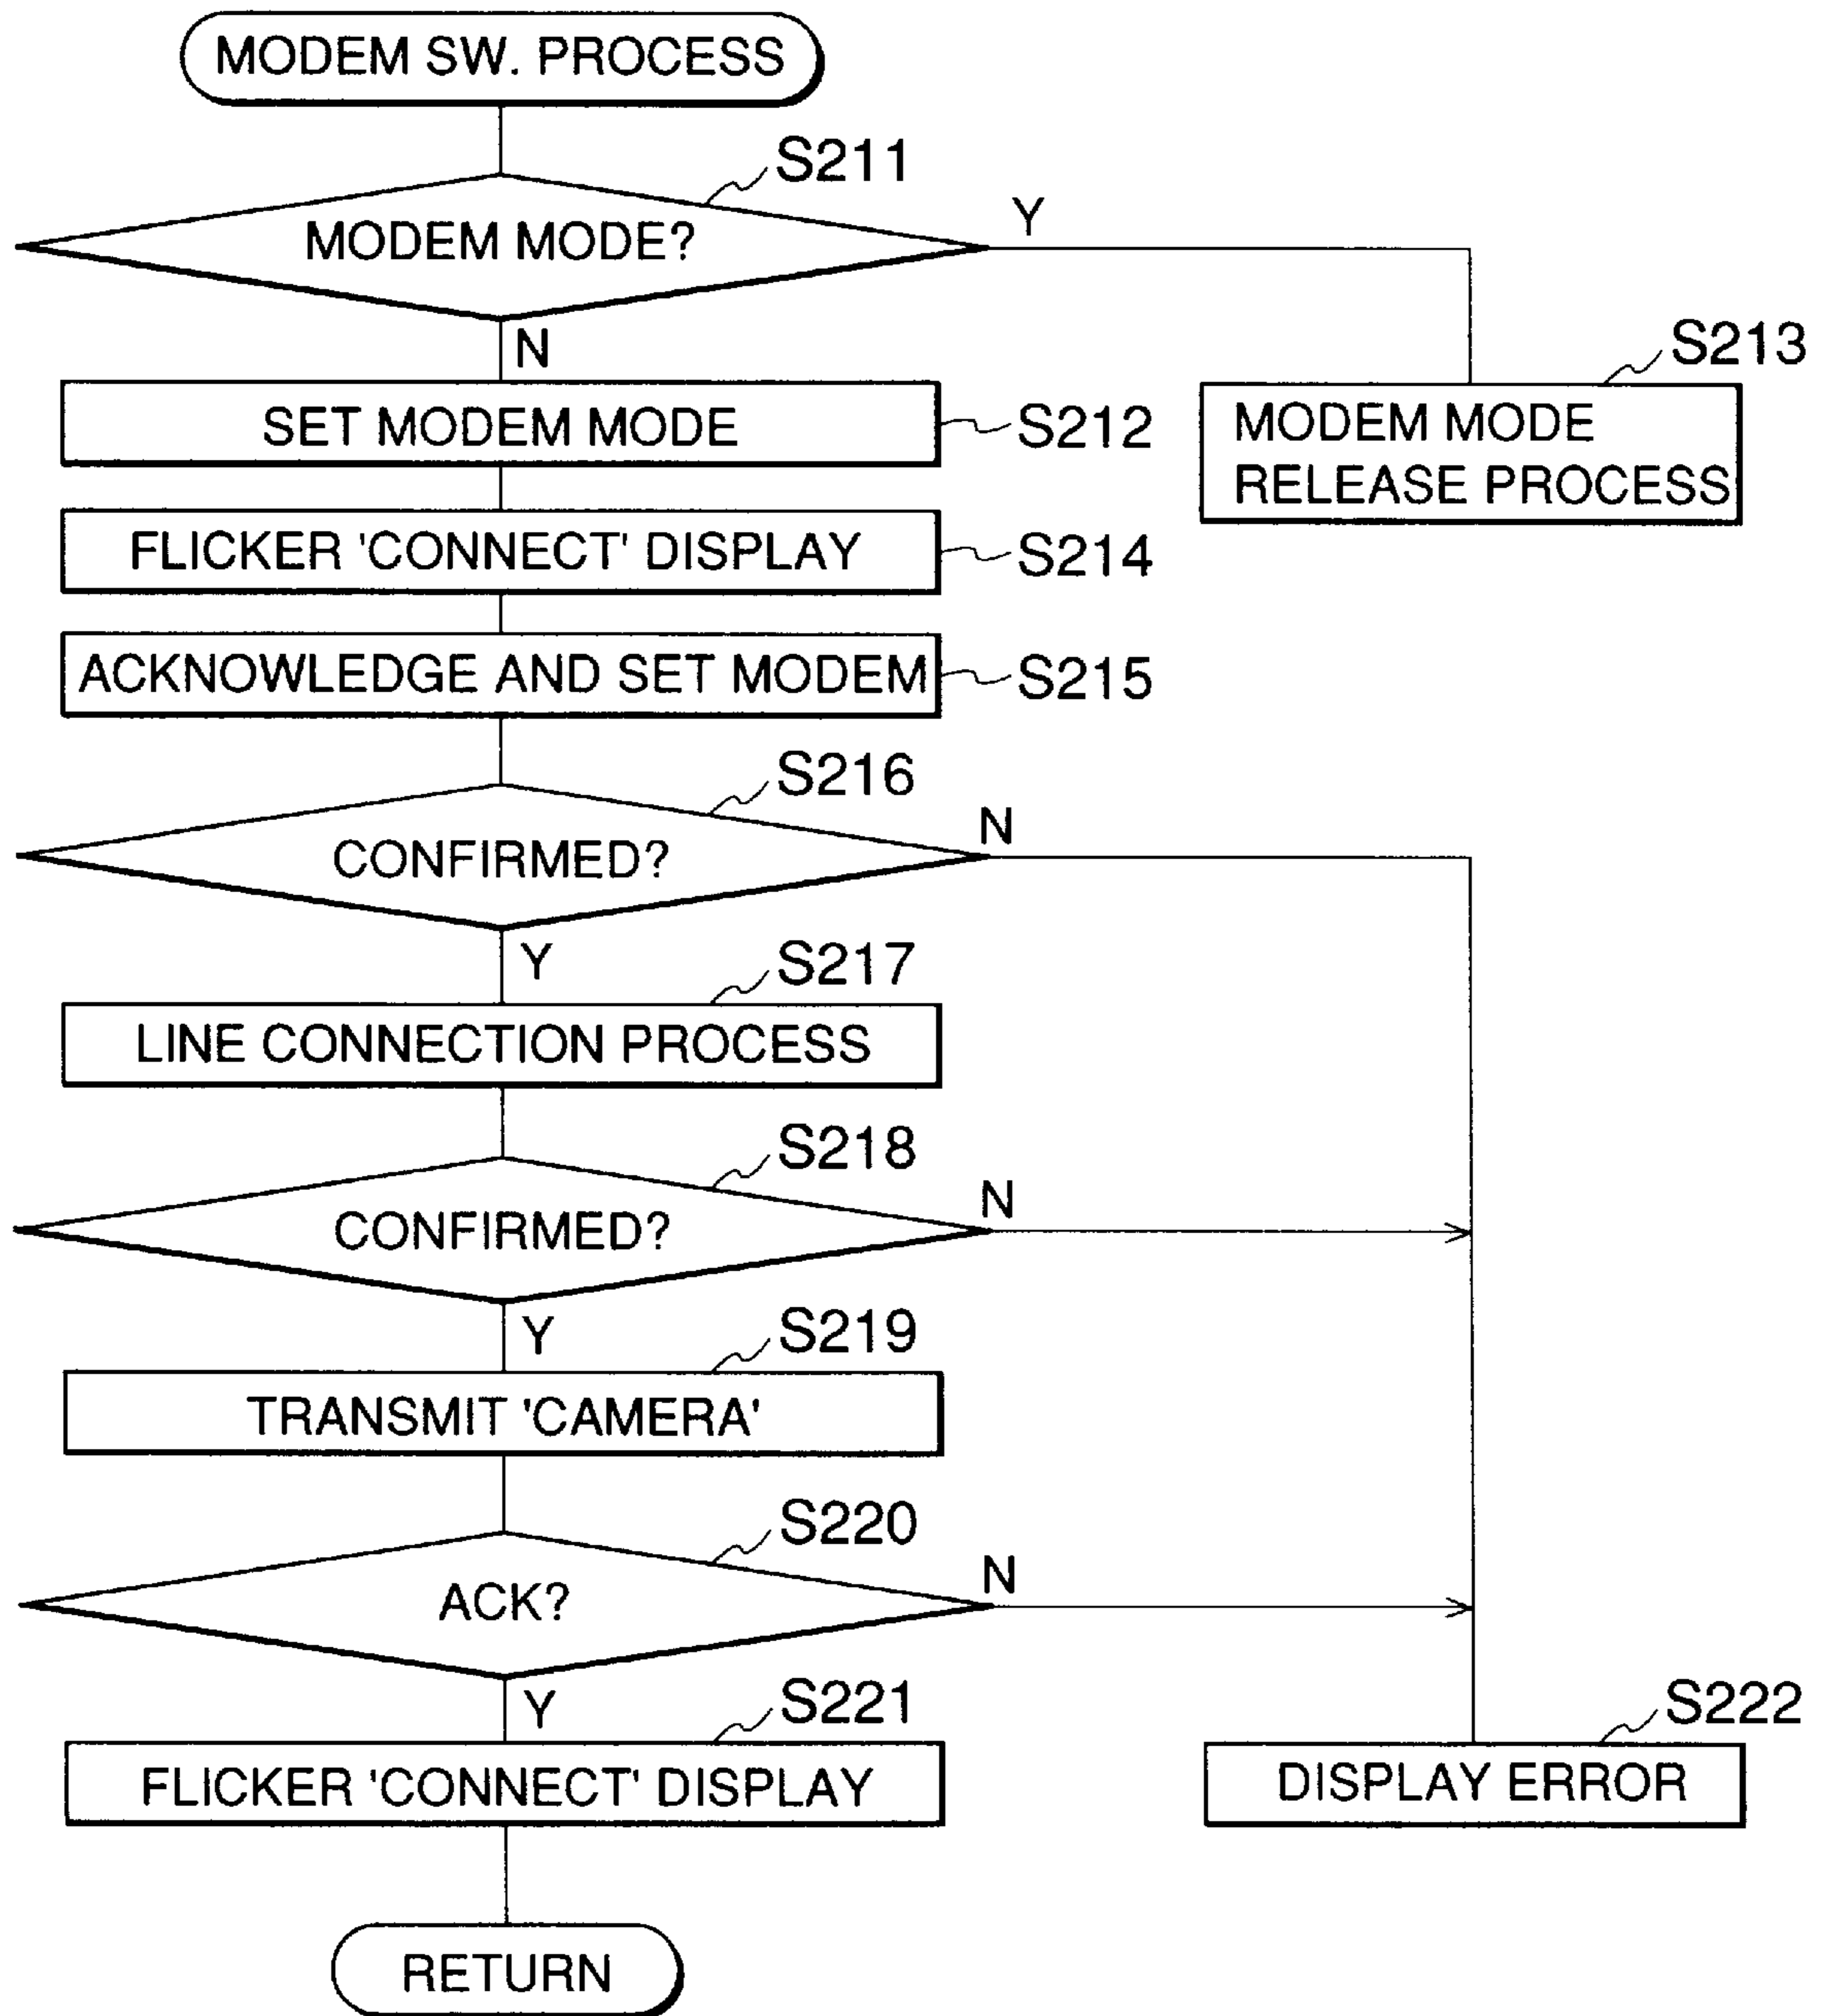 MODEM SW. PROCESS
S211
MODEM MODE?
Y
N
S213
SET MODEM MODE
S212
MODEM MODE
RELEASE PROCESS
FLICKER 'CONNECT' DISPLAY
S214
ACKNOWLEDGE AND SET MODEM
S215
S216
CONFIRMED?
N
Y
S217
LINE CONNECTION PROCESS
S218
CONFIRMED?
N
Y
S219
TRANSMIT 'CAMERA'
S220
ACK?
N
Y
S221
FLICKER 'CONNECT' DISPLAY
S222
DISPLAY ERROR
RETURN